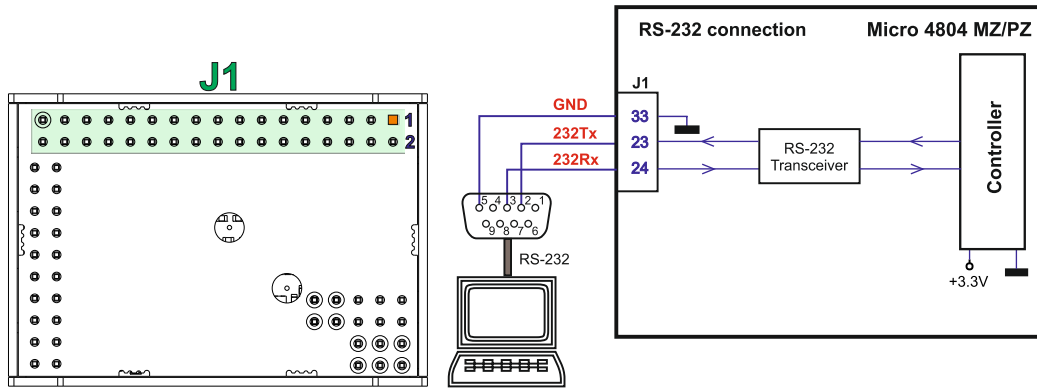 J1
1
2
RS-232 connection
Micro 4804 MZ/PZ
J1
GND
33
232Tx
23
232Rx
24
RS-232
Transceiver
Controller
+3.3V
5 4 3 2 1
9 8 7 6
RS-232